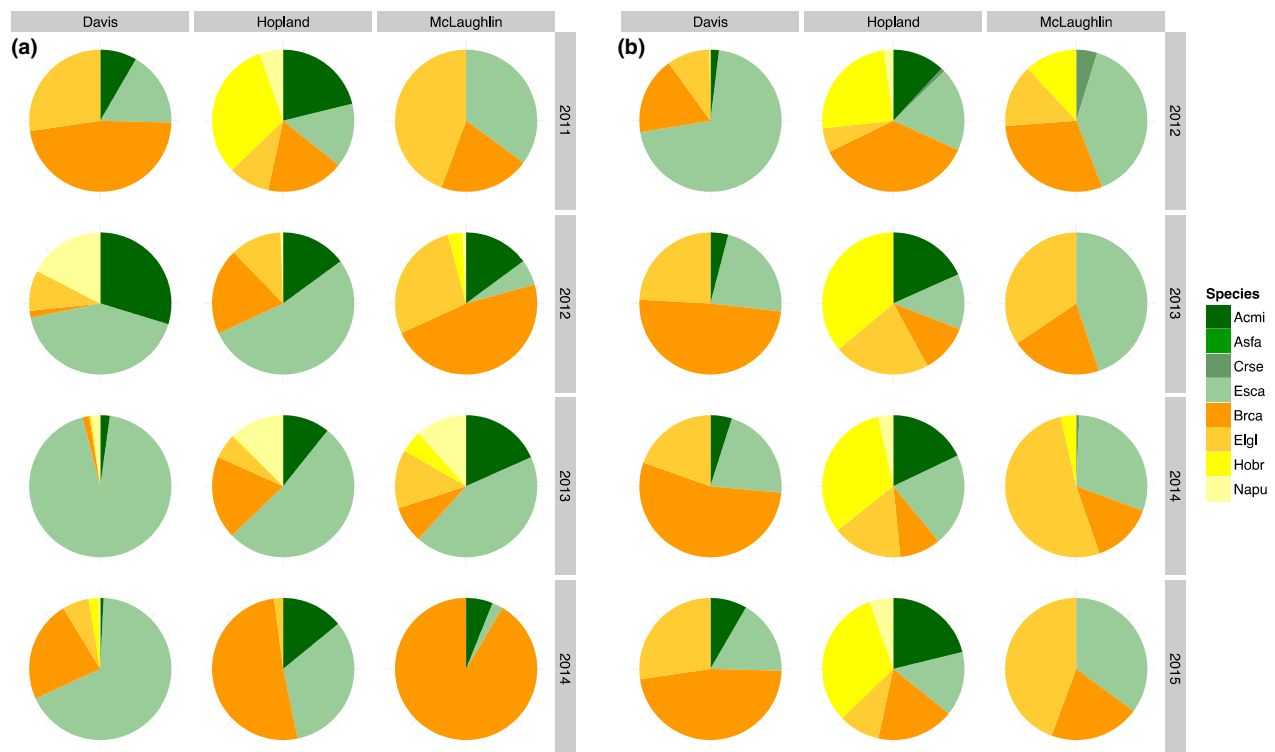 Davis Hopland McLaughlin
(a)
2011
2012
2013
2014
Davis Hopland McLaughlin
(b)
2012
2013
2014
2015
Species
Acmi
Asfa
Crse
Esca
Brca
Elgl
Hobr
Napu